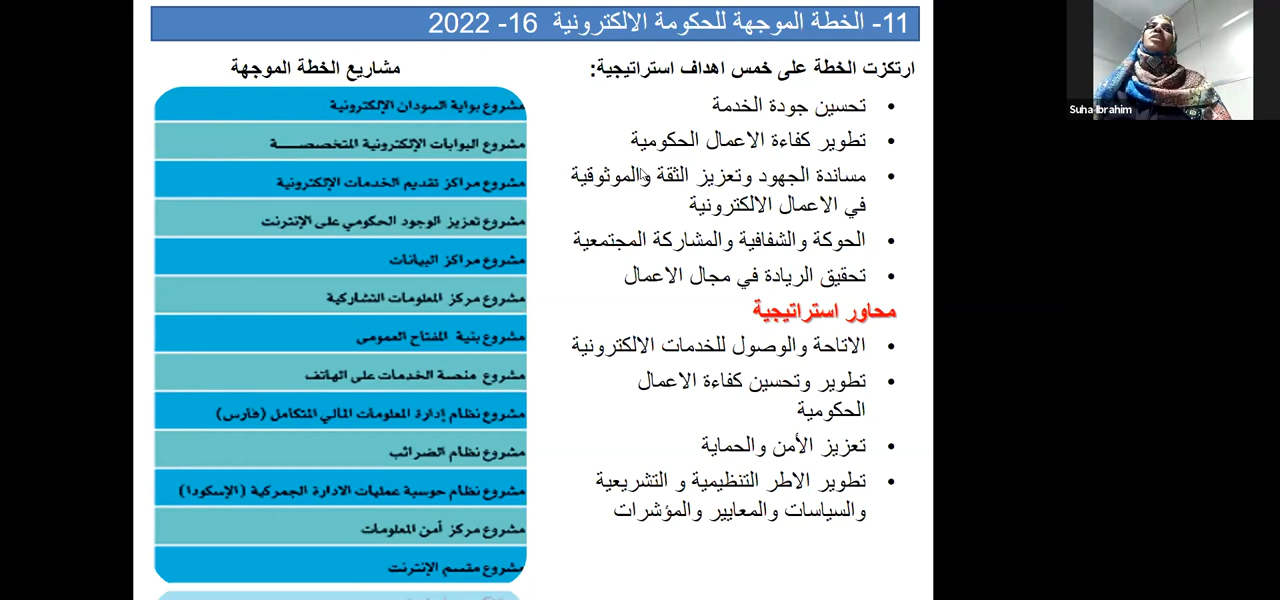 11- الخطة الموجهة للحكومة الالكترونية 16- 2022
ارتكزت الخطة على خمس اهداف استراتيجية:
• تحسين جودة الخدمة
• تطوير كفاءة الاعمال الحكومية
• مساندة الجهود وتعزيز الثقة والموثوقية
في الاعمال الالكترونية
• الحوكة والشفافية والمشاركة المجتمعية
• تحقيق الريادة في مجال الاعمال
محاور استراتيجية
• الاتاحة والوصول للخدمات الالكترونية
• تطوير وتحسين كفاءة الاعمال
الحكومية
• تعزيز الأمن والحماية
• تطوير الاطر التنظيمية و التشريعية
والسياسات والمعايير والمؤشرات
مشاريع الخطة الموجهة
مشروع بوابة السودان الإلكترونية
مشروع البوابات الإلكترونية المتخصصة
مشروع مراكز تقديم الخدمات الإلكترونية
مشروع تعزيز الوجود الحكومي على الإنترنت
مشروع مراكز البيانات
مشروع مركز المعلومات التشاركية
مشروع بنية المفتاح العمومي
مشروع منصة الخدمات على الهاتف
مشروع نظام إدارة المعلومات المالي المتكامل (فارس)
مشروع نظام الضرائب
مشروع نظام حوسبة عمليات الادارة الجمركية (الإسكودا)
مشروع مركز أمن المعلومات
مشروع مقسم الإنترنت
Suha Ibrahim